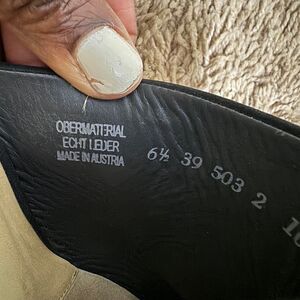 OBERMATERIAL
ECHT LEDER
MADE IN AUSTRIA
6½ 39 503 2